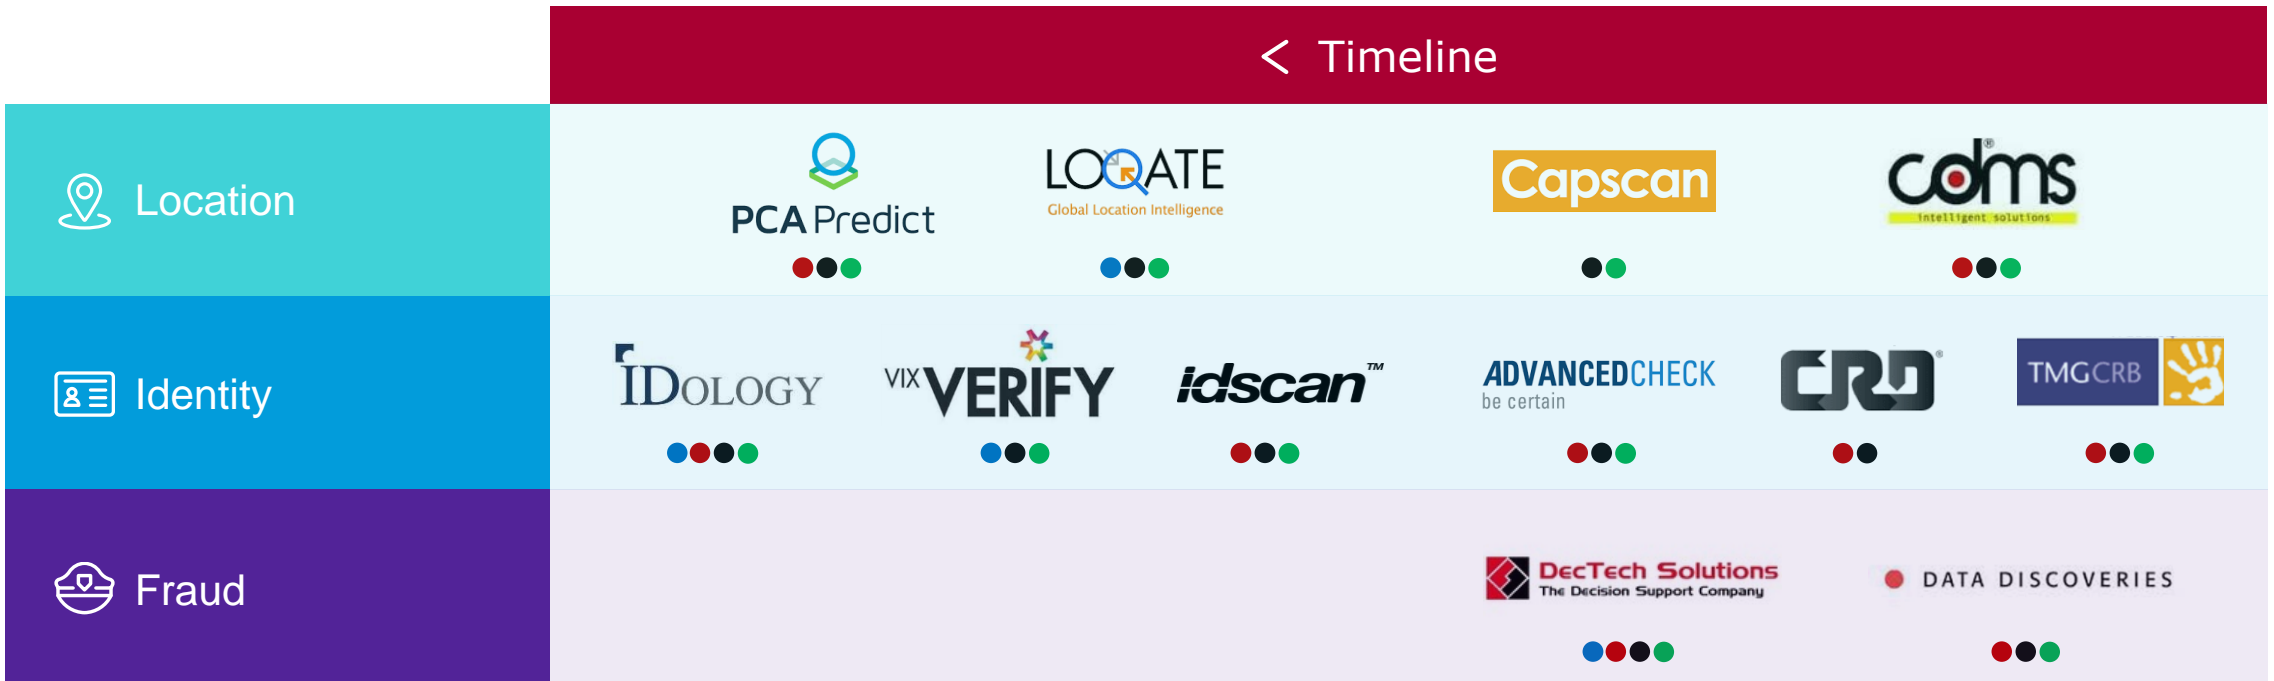 < Timeline
Location
PCA Predict
LOQATE
Global Location Intelligence
Capscan
cdms®
intelligent solutions
Identity
IDOLOGY
VIX VERIFY
idscan™
ADVANCEDCHECK
be certain
CRD®
TMGCRB
Fraud
DecTech Solutions
The Decision Support Company
DATA DISCOVERIES